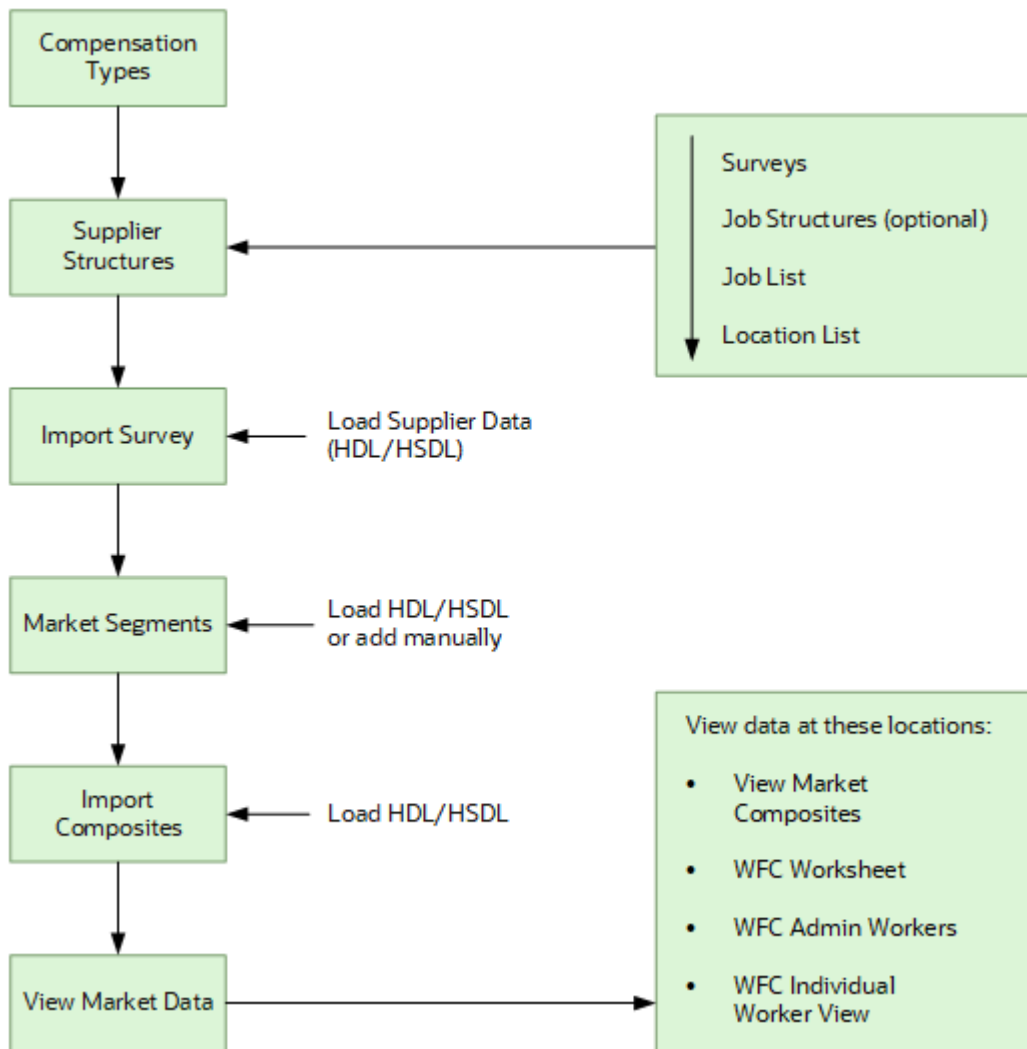 Compensation
Types
Supplier
Structures
Surveys
Job Structures (optional)
Job List
Location List
Import Survey
Load Supplier Data
(HDL/HSDL)
Market Segments
Load HDL/HSDL
or add manually
Import
Composites
Load HDL/HSDL
View Market Data
View data at these locations:
• View Market
Composites
• WFC Worksheet
• WFC Admin Workers
• WFC Individual
Worker View